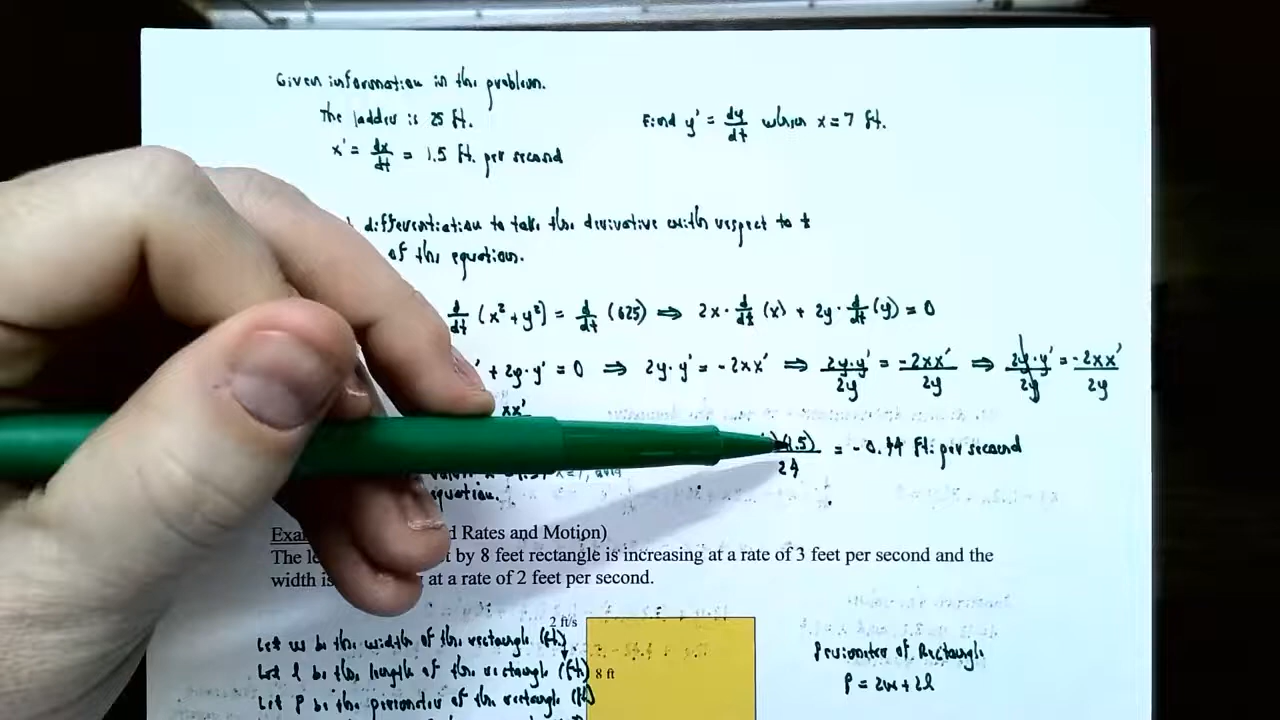 Given information in the problem.
The ladder is 25 ft.
x' = dx/dt = 1.5 ft. per second
Find y' = dy/dt when x = 7 ft.
differentiation to take the derivative with respect to t
of the equation.
d/dt (x² + y²) = d/dt (625) ⇒ 2x · d/dt (x) + 2y · d/dt (y) = 0
' + 2y · y' = 0 ⇒ 2y · y' = -2xx' ⇒ 2y·y'/2y = -2xx'/2y ⇒ 2y·y'/2y = -2xx'/2y
xx'
)(1.5)/24 = -0.44 ft. per second
x = 7, and
equation.
d Rates and Motion)
The t by 8 feet rectangle is increasing at a rate of 3 feet per second and the
width is at a rate of 2 feet per second.
2 ft/s
8 ft
Let w be the width of the rectangle (ft)
Let l be the length of the rectangle (ft)
Let P be the perimeter of the rectangle (ft)
Perimeter of Rectangle
P = 2w + 2l